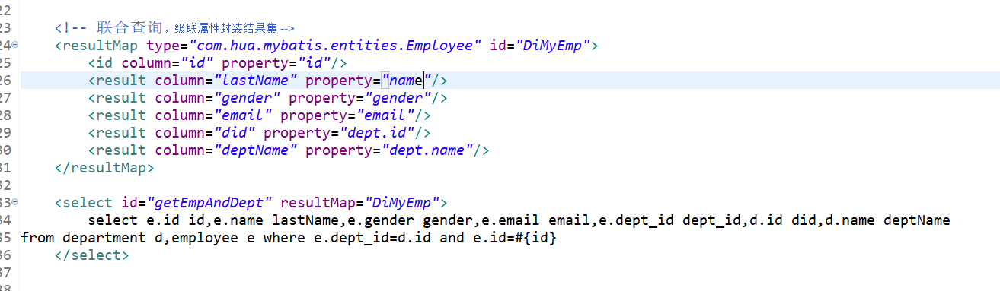 22
23 <!-- 联合查询，级联属性封装结果集 -->
24 <resultMap type="com.hua.mybatis.entities.Employee" id="DiMyEmp">
25 <id column="id" property="id"/>
26 <result column="lastName" property="name"/>
27 <result column="gender" property="gender"/>
28 <result column="email" property="email"/>
29 <result column="did" property="dept.id"/>
30 <result column="deptName" property="dept.name"/>
31 </resultMap>
32
33 <select id="getEmpAndDept" resultMap="DiMyEmp">
34 select e.id id,e.name lastName,e.gender gender,e.email email,e.dept_id dept_id,d.id did,d.name deptName
35 from department d,employee e where e.dept_id=d.id and e.id=#{id}
36 </select>
37
38